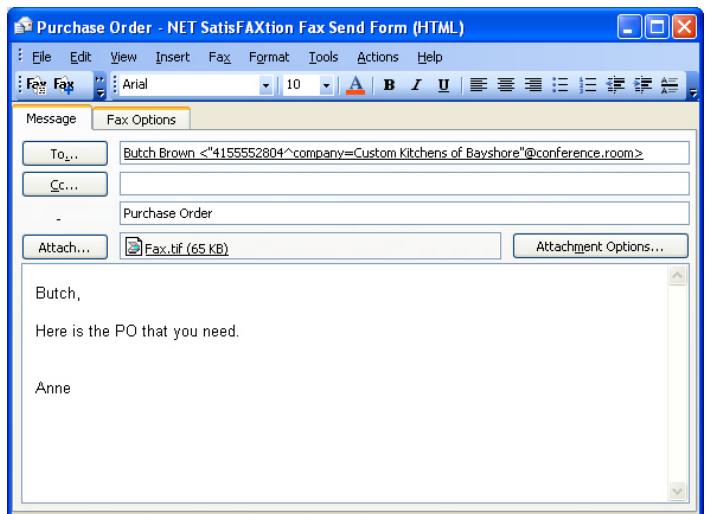 Purchase Order - NET SatisFAXtion Fax Send Form (HTML)
File Edit View Insert Fax Format Tools Actions Help
Fax Fax Arial 10 A B I U
Message Fax Options
To... Butch Brown <"4155552804^company=Custom Kitchens of Bayshore"@conference.room>
Cc...
- Purchase Order
Attach... Fax.tif (65 KB) Attachment Options...
Butch,
Here is the PO that you need.
Anne